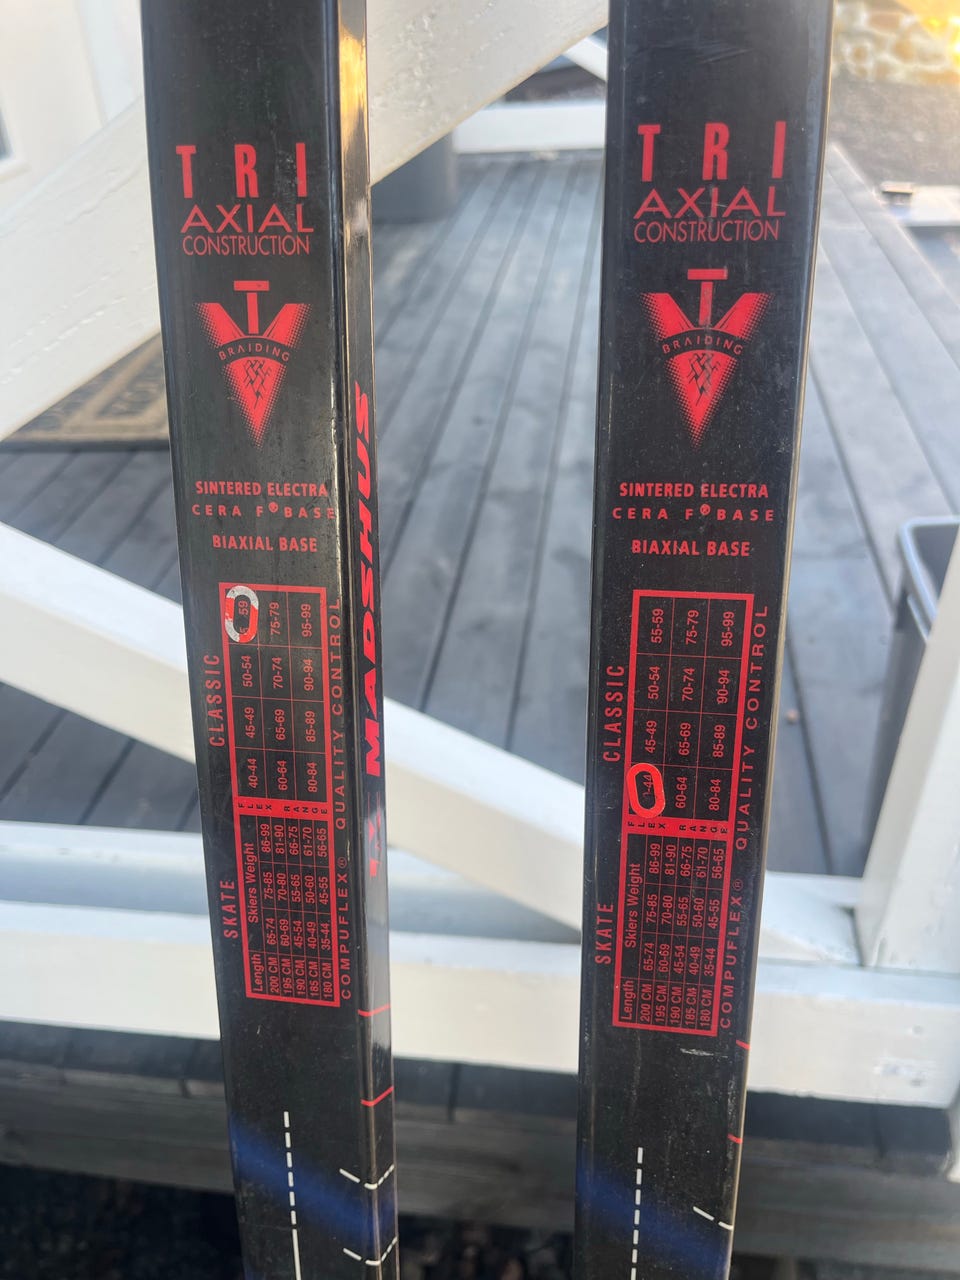 TRI
AXIAL
CONSTRUCTION
T
BRAIDING
SINTERED ELECTRA
CERA F® BASE
BIAXIAL BASE
CLASSIC
40-44 45-49 50-54 59
60-64 65-69 70-74 75-79
80-84 85-89 90-94 95-99
FLEX RANGE
SKATE
Length Skiers Weight
200 CM 65-74 75-85 86-99
195 CM 60-69 70-80 81-90
190 CM 45-54 55-65 66-75
185 CM 40-49 50-60 61-70
180 CM 35-44 45-55 56-65
COMPUFLEX® QUALITY CONTROL
MADSHUS
TRI
AXIAL
CONSTRUCTION
T
BRAIDING
SINTERED ELECTRA
CERA F® BASE
BIAXIAL BASE
CLASSIC
-44 45-49 50-54 55-59
60-64 65-69 70-74 75-79
80-84 85-89 90-94 95-99
FLEX RANGE
SKATE
Length Skiers Weight
200 CM 65-74 75-85 86-99
195 CM 60-69 70-80 81-90
190 CM 45-54 55-65 66-75
185 CM 40-49 50-60 61-70
180 CM 35-44 45-55 56-65
COMPUFLEX® QUALITY CONTROL